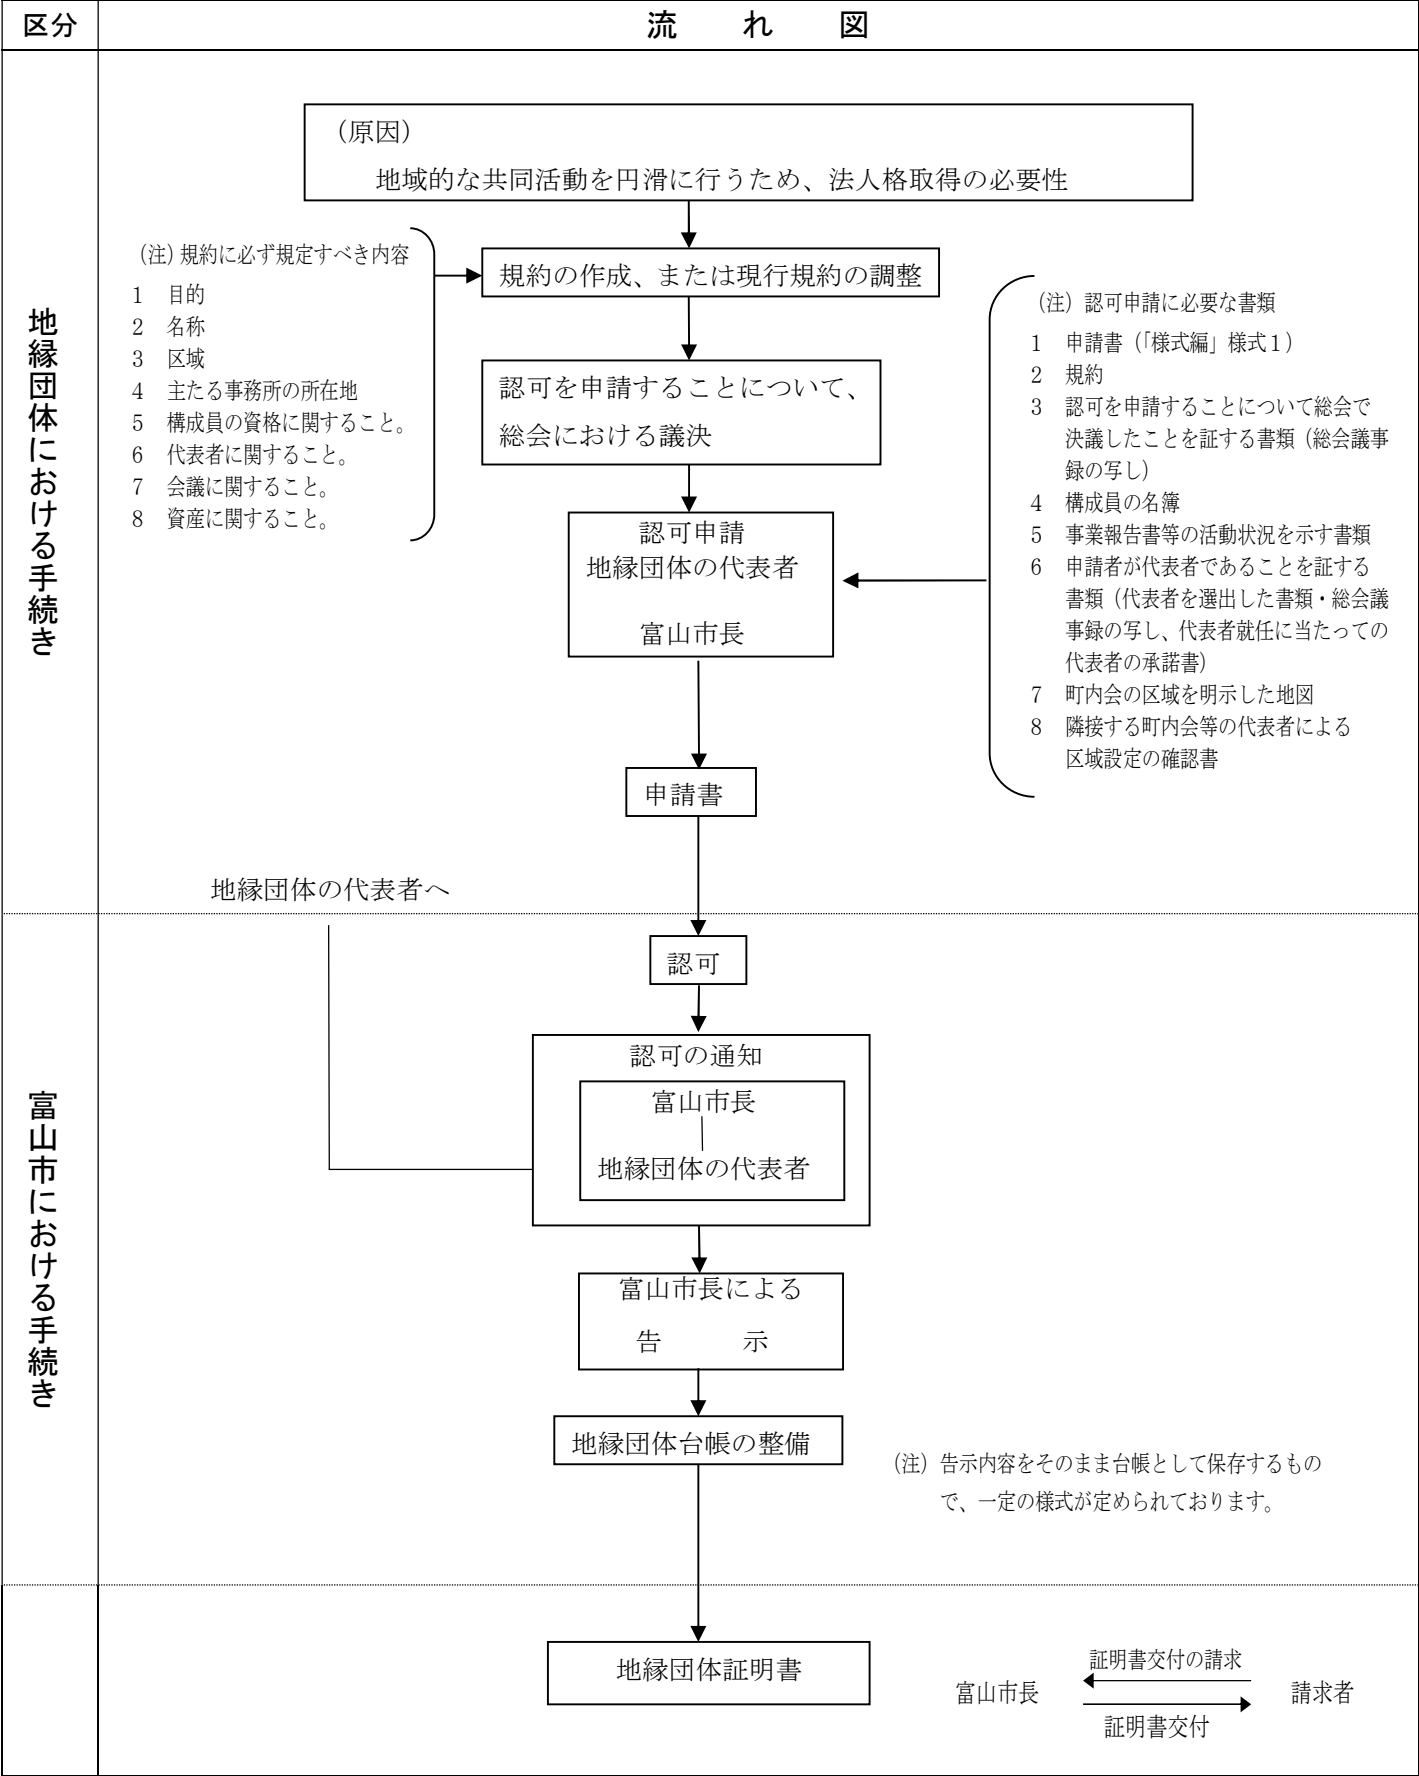 区分
流れ図
地縁団体における手続き
(原因)
地域的な共同活動を円滑に行うため、法人格取得の必要性
(注)規約に必ず規定すべき内容
1 目的
2 名称
3 区域
4 主たる事務所の所在地
5 構成員の資格に関すること。
6 代表者に関すること。
7 会議に関すること。
8 資産に関すること。
規約の作成、または現行規約の調整
認可を申請することについて、
総会における議決
認可申請
地縁団体の代表者
富山市長
(注)認可申請に必要な書類
1 申請書(「様式編」様式1)
2 規約
3 認可を申請することについて総会で
決議したことを証する書類(総会議事
録の写し)
4 構成員の名簿
5 事業報告書等の活動状況を示す書類
6 申請者が代表者であることを証する
書類(代表者を選出した書類・総会議
事録の写し、代表者就任に当たっての
代表者の承諾書)
7 町内会の区域を明示した地図
8 隣接する町内会等の代表者による
区域設定の確認書
申請書
地縁団体の代表者へ
富山市における手続き
認可
認可の通知
富山市長
地縁団体の代表者
富山市長による
告示
地縁団体台帳の整備
(注)告示内容をそのまま台帳として保存するもの
で、一定の様式が定められております。
地縁団体証明書
証明書交付の請求
富山市長
請求者
証明書交付